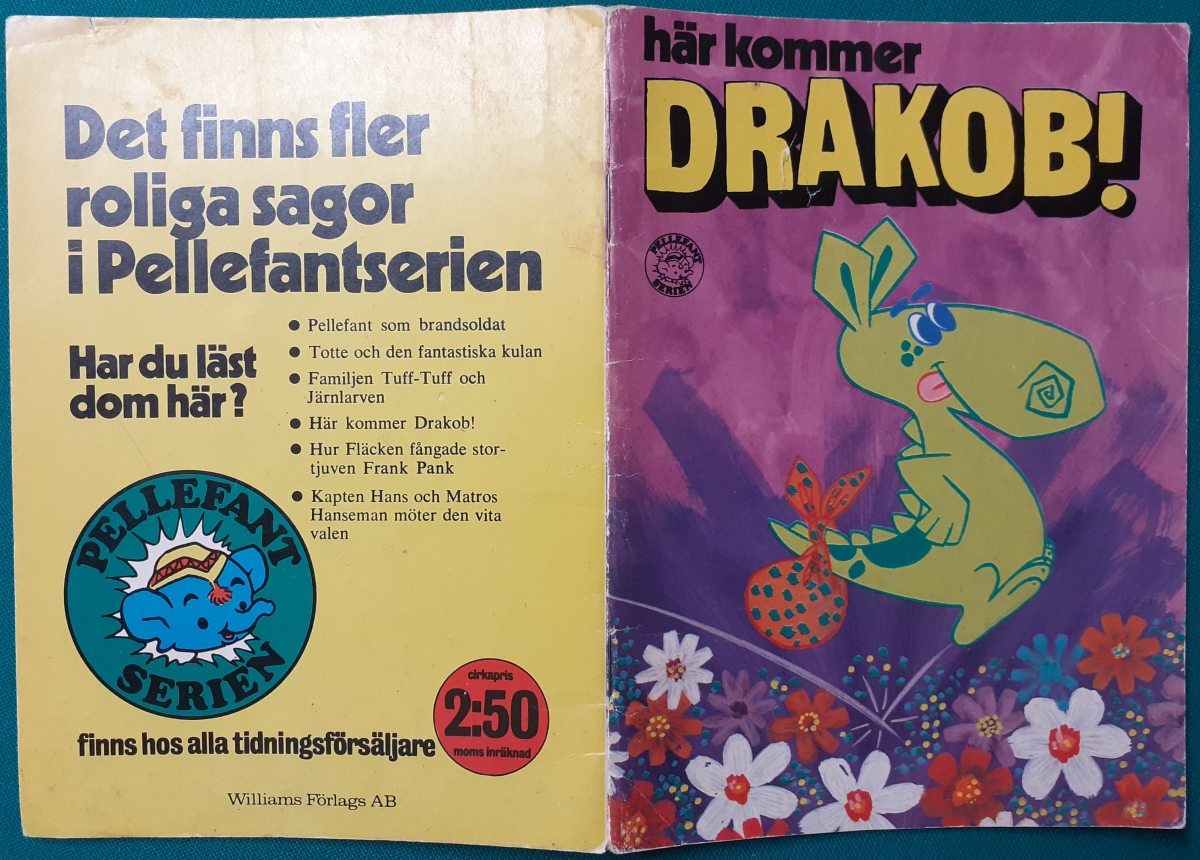 Det finns fler
roliga sagor
i Pellefantserien
Har du läst
dom här?
● Pellefant som brandsoldat
● Totte och den fantastiska kulan
● Familjen Tuff-Tuff och
Järnlarven
● Här kommer Drakob!
● Hur Fläcken fångade stor-
tjuven Frank Pank
● Kapten Hans och Matros
Hanseman möter den vita
valen
PELLEFANT
SERIEN
cirkapris
2:50
moms inräknad
finns hos alla tidningsförsäljare
Williams Förlags AB
här kommer
DRAKOB!
PELLEFANT
SERIEN